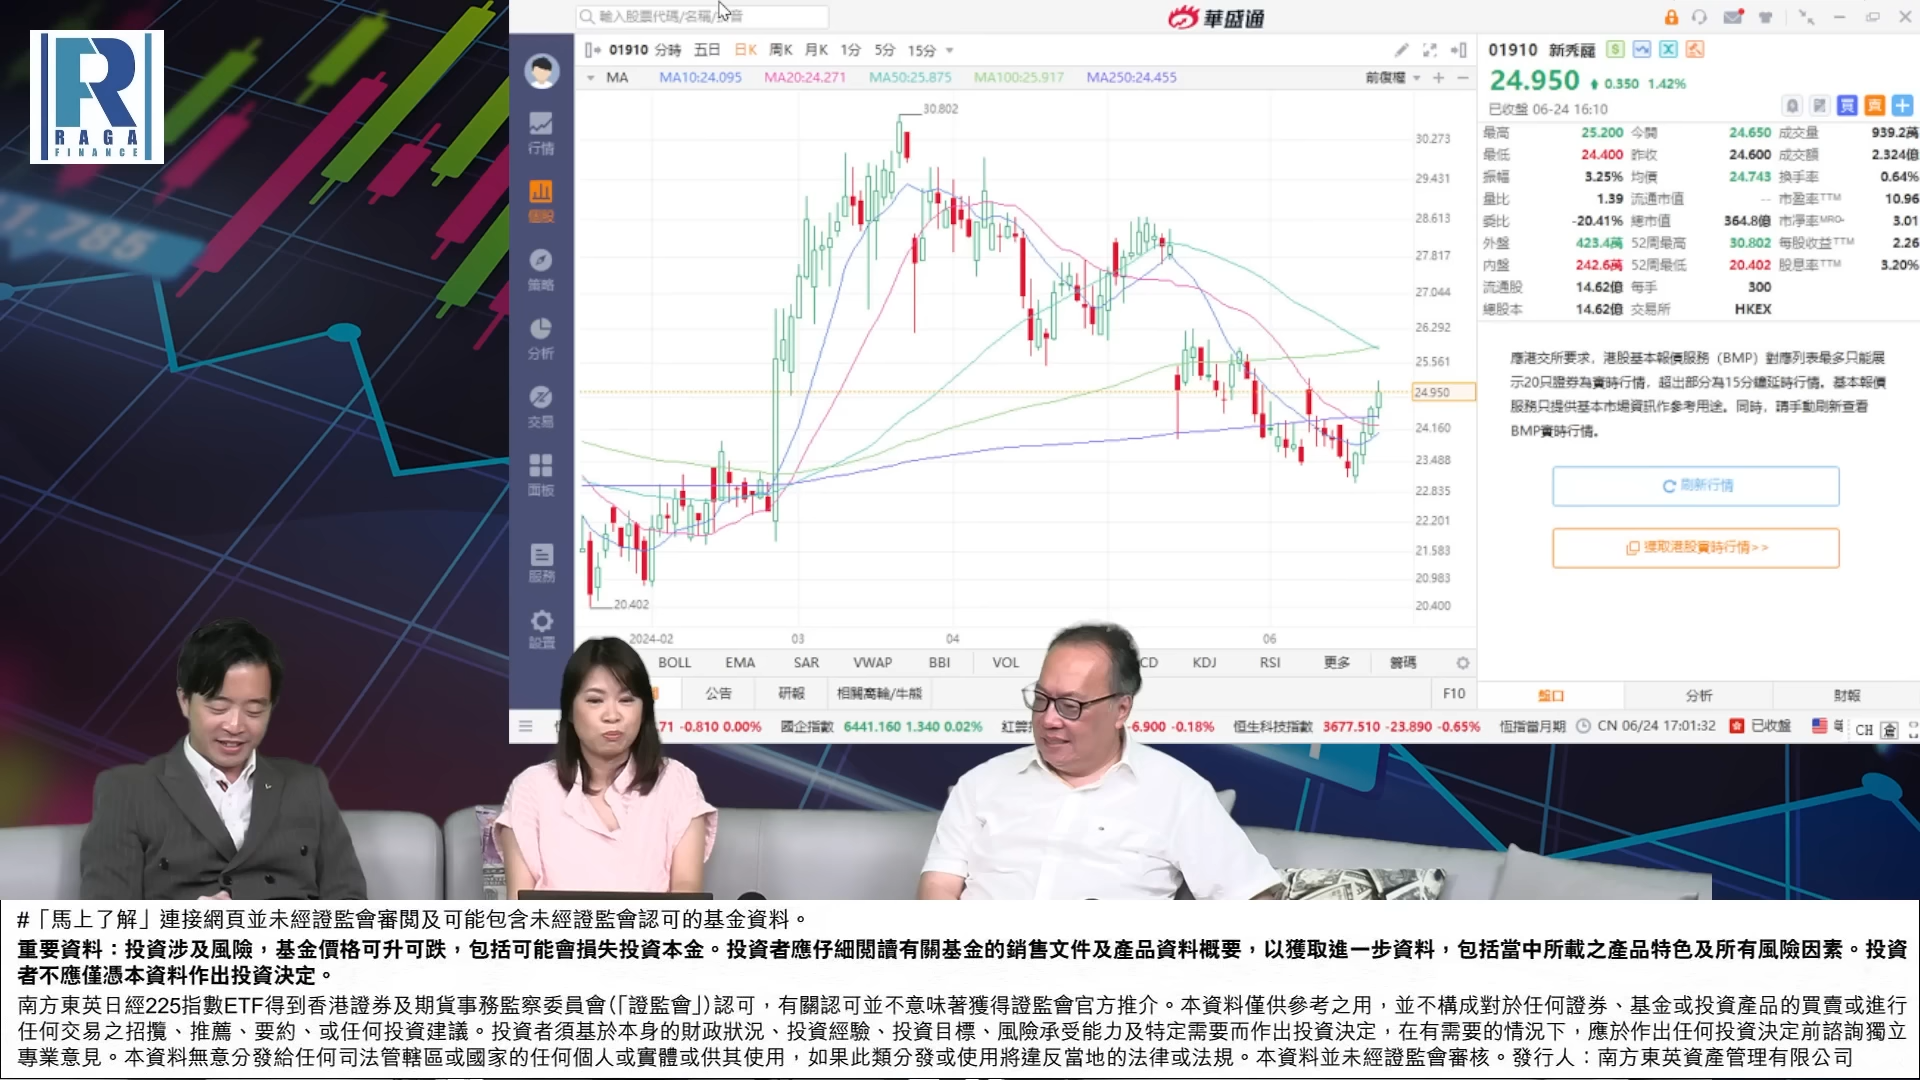 輸入股票代碼/名稱/拼音
華盛通
RAGA
FINANCE
1.785
01910 分時 五日 日K 周K 月K 1分 5分 15分
MA MA10:24.095 MA20:24.271 MA50:25.875 MA100:25.917 MA250:24.455 前復權
行情
個股
策略
分析
交易
面板
服務
設置
30.802
20.402
30.273
29.431
28.613
27.817
27.044
26.292
25.561
24.950
24.160
23.488
22.835
22.201
21.583
20.983
20.400
2024-02 03 04 06
BOLL EMA SAR VWAP BBI VOL CD KDJ RSI 更多 籌碼
公告 研報 相關窩輪/牛熊 F10
71 -0.810 0.00% 國企指數 6441.160 1.340 0.02% 紅籌 -6.900 -0.18% 恒生科技指數 3677.510 -23.890 -0.65% 恆指當月期 CN 06/24 17:01:32 已收盤 CH 倉
01910 新秀麗
24.950 0.350 1.42%
已收盤 06-24 16:10 買 賣
最高 25.200 今開 24.650 成交量 939.2萬
最低 24.400 昨收 24.600 成交額 2.324億
振幅 3.25% 均價 24.743 換手率 0.64%
量比 1.39 流通市值 -- 市盈率TTM 10.96
委比 -20.41% 總市值 364.8億 市淨率MRQ 3.01
外盤 423.4萬 52周最高 30.802 每股收益TTM 2.26
內盤 242.6萬 52周最低 20.402 股息率TTM 3.20%
流通股 14.62億 每手 300
總股本 14.62億 交易所 HKEX
應港交所要求，港股基本報價服務（BMP）對應列表最多只能展
示20只證券為實時行情，超出部分為15分鐘延時行情。基本報價
服務只提供基本市場資訊作參考用途。同時，請手動刷新查看
BMP實時行情。
刷新行情
獲取港股實時行情>>
盤口 分析 財報
#「馬上了解」連接網頁並未經證監會審閲及可能包含未經證監會認可的基金資料。
重要資料：投資涉及風險，基金價格可升可跌，包括可能會損失投資本金。投資者應仔細閲讀有關基金的銷售文件及產品資料概要，以獲取進一步資料，包括當中所載之產品特色及所有風險因素。投資
者不應僅憑本資料作出投資決定。
南方東英日經225指數ETF得到香港證券及期貨事務監察委員會(｢證監會｣)認可，有關認可並不意味著獲得證監會官方推介。本資料僅供參考之用，並不構成對於任何證券、基金或投資產品的買賣或進行
任何交易之招攬、推薦、要約、或任何投資建議。投資者須基於本身的財政狀況、投資經驗、投資目標、風險承受能力及特定需要而作出投資決定，在有需要的情況下，應於作出任何投資決定前諮詢獨立
專業意見。本資料無意分發給任何司法管轄區或國家的任何個人或實體或供其使用，如果此類分發或使用將違反當地的法律或法規。本資料並未經證監會審核。發行人：南方東英資產管理有限公司